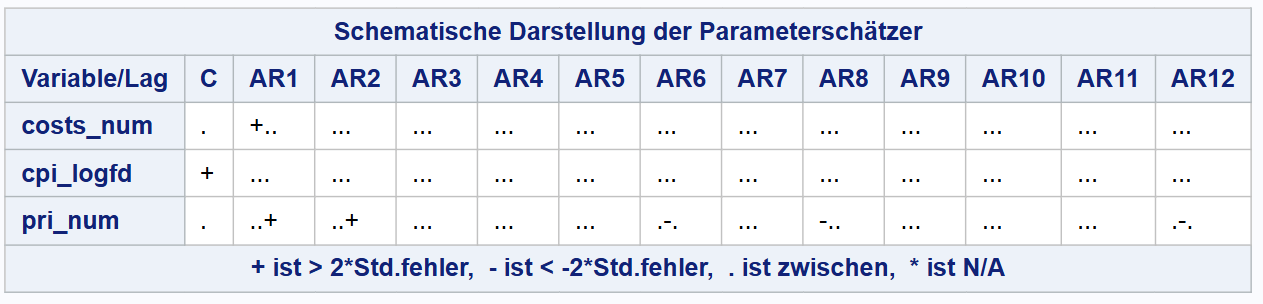 Schematische Darstellung der Parameterschätzer
Variable/Lag C AR1 AR2 AR3 AR4 AR5 AR6 AR7 AR8 AR9 AR10 AR11 AR12
costs_num . +.. ... ... ... ... ... ... ... ... ... ... ...
cpi_logfd + ... ... ... ... ... ... ... ... ... ... ... ...
pri_num . ..+ ..+ ... ... ... .-. ... -.. ... ... ... .-.
+ ist > 2*Std.fehler, - ist < -2*Std.fehler, . ist zwischen, * ist N/A